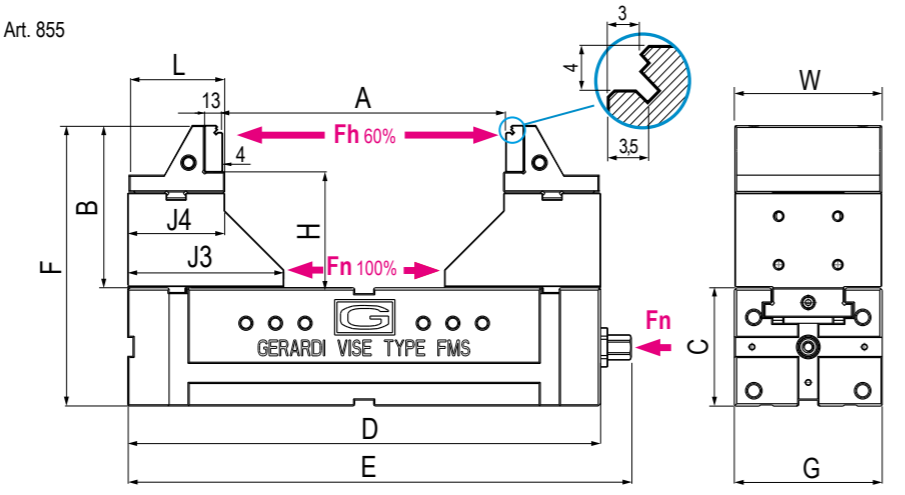 Art. 855
3
4
3,5
L
13
A
W
Fh 60%
4
B
F
J4
H
J3
Fn 100%
G
GERARDI VISE TYPE FMS
Fn
C
D
E
G